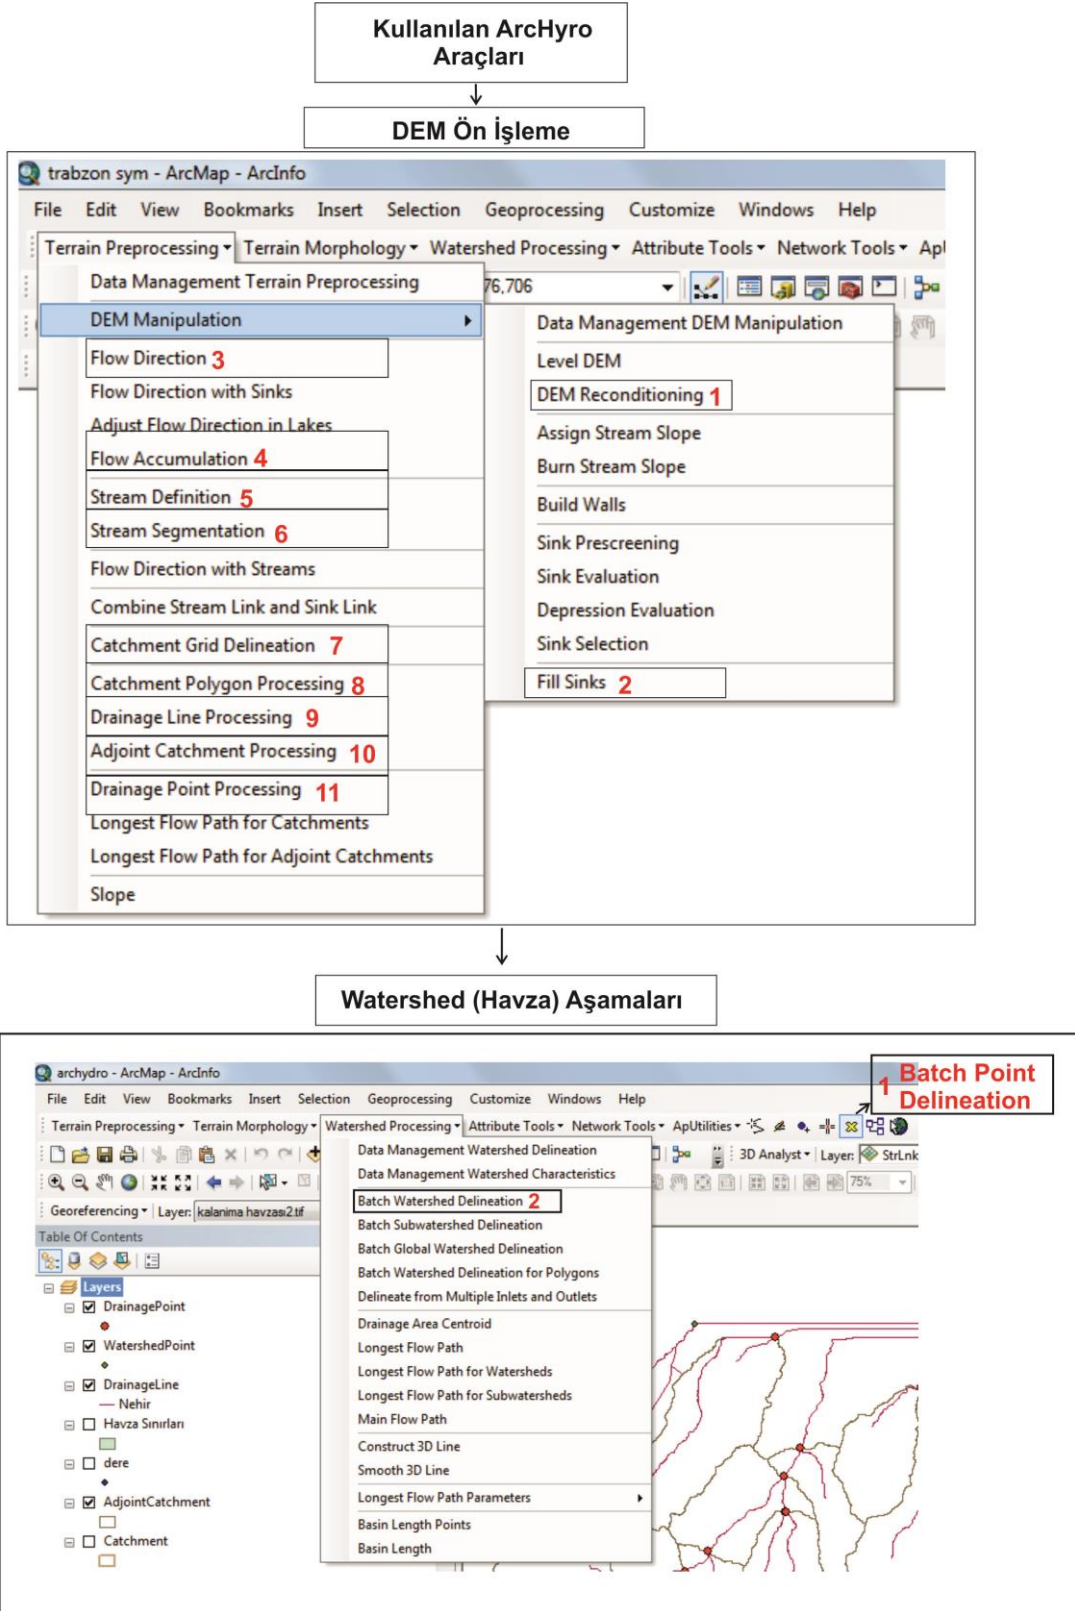 Kullanılan ArcHyro
Araçları
DEM Ön İşleme
trabzon sym - ArcMap - ArcInfo
File Edit View Bookmarks Insert Selection Geoprocessing Customize Windows Help
Terrain Preprocessing Terrain Morphology Watershed Processing Attribute Tools Network Tools ApU
Data Management Terrain Preprocessing
76,706
DEM Manipulation
Flow Direction 3
Flow Direction with Sinks
Adjust Flow Direction in Lakes
Flow Accumulation 4
Stream Definition 5
Stream Segmentation 6
Flow Direction with Streams
Combine Stream Link and Sink Link
Catchment Grid Delineation 7
Catchment Polygon Processing 8
Drainage Line Processing 9
Adjoint Catchment Processing 10
Drainage Point Processing 11
Longest Flow Path for Catchments
Longest Flow Path for Adjoint Catchments
Slope
Data Management DEM Manipulation
Level DEM
DEM Reconditioning 1
Assign Stream Slope
Burn Stream Slope
Build Walls
Sink Prescreening
Sink Evaluation
Depression Evaluation
Sink Selection
Fill Sinks 2
Watershed (Havza) Aşamaları
archydro - ArcMap - ArcInfo
1 Batch Point
Delineation
File Edit View Bookmarks Insert Selection Geoprocessing Customize Windows Help
Terrain Preprocessing Terrain Morphology Watershed Processing Attribute Tools Network Tools ApUtilities
3D Analyst Layer: StrLnk
75%
Georeferencing Layer: kalanima havzası2.tif
Table Of Contents
Layers
DrainagePoint
WatershedPoint
DrainageLine
Nehir
Havza Sınırları
dere
AdjointCatchment
Catchment
Data Management Watershed Delineation
Data Management Watershed Characteristics
Batch Watershed Delineation 2
Batch Subwatershed Delineation
Batch Global Watershed Delineation
Batch Watershed Delineation for Polygons
Delineate from Multiple Inlets and Outlets
Drainage Area Centroid
Longest Flow Path
Longest Flow Path for Watersheds
Longest Flow Path for Subwatersheds
Main Flow Path
Construct 3D Line
Smooth 3D Line
Longest Flow Path Parameters
Basin Length Points
Basin Length